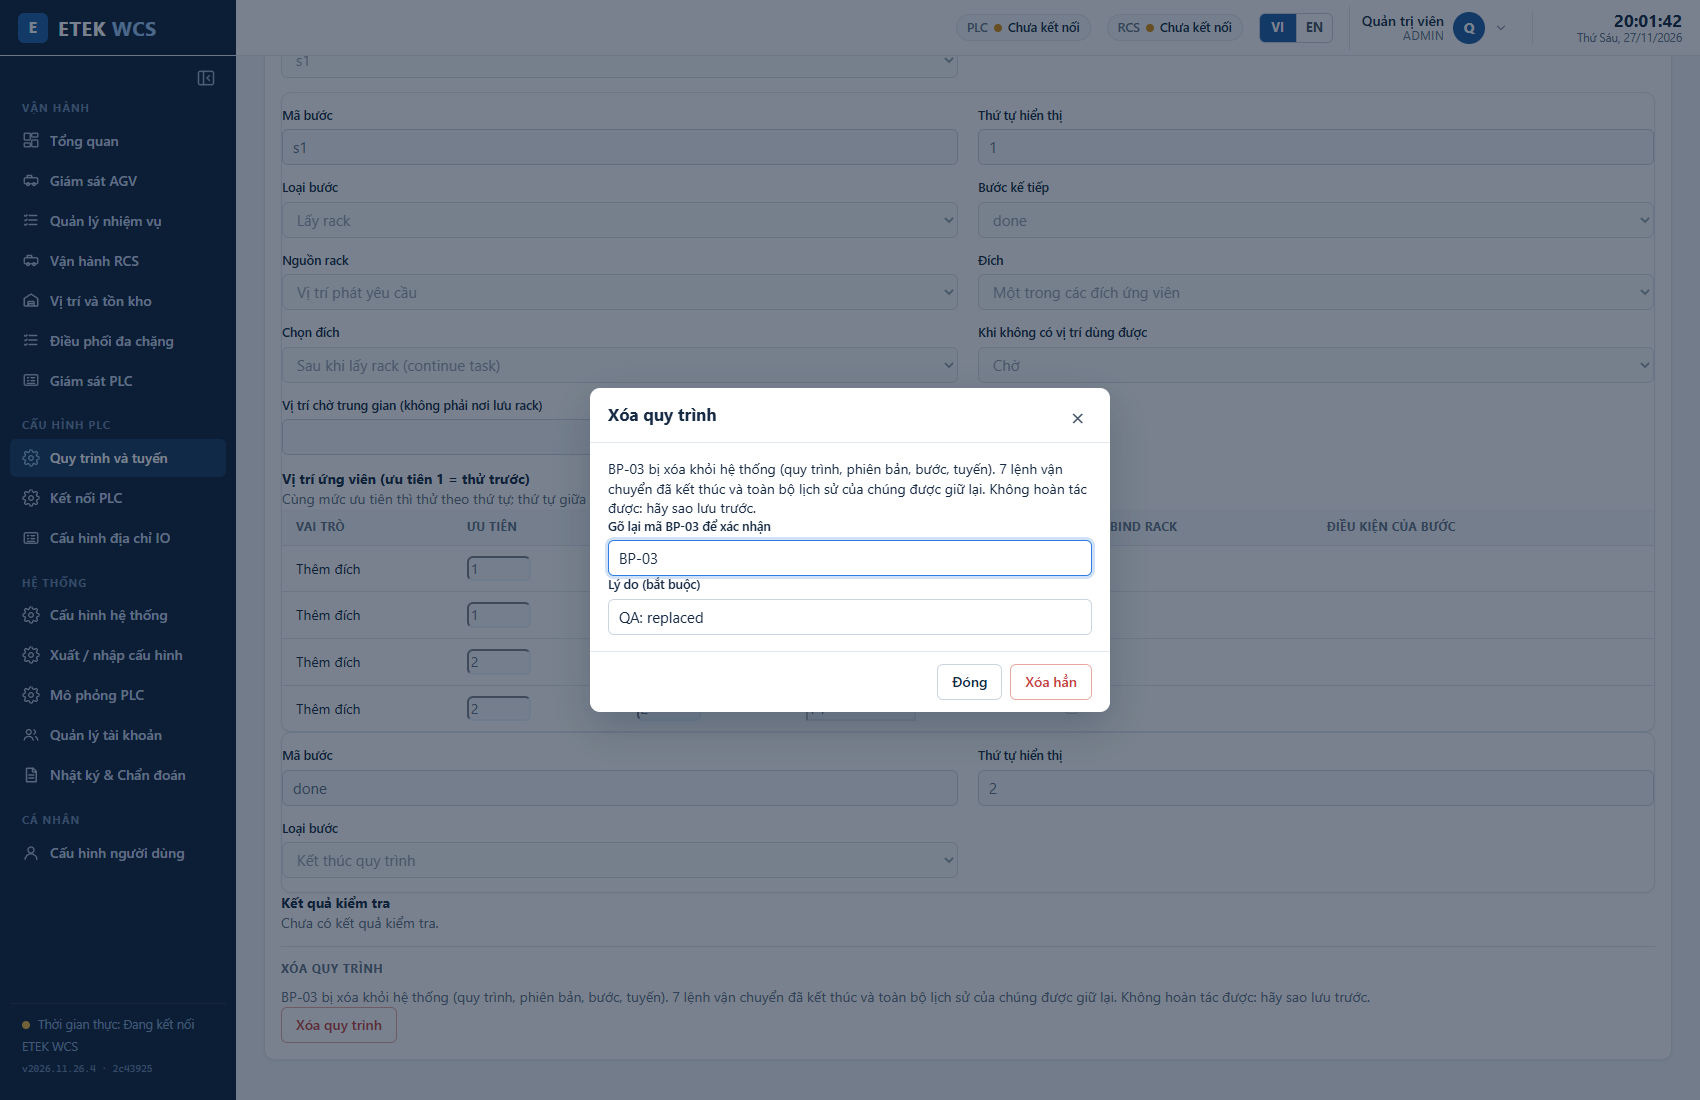 E ETEK WCS
PLC Chưa kết nối
RCS Chưa kết nối
VI EN
Quản trị viên
ADMIN
Q
20:01:42
Thứ Sáu, 27/11/2026
VẬN HÀNH
Tổng quan
Giám sát AGV
Quản lý nhiệm vụ
Vận hành RCS
Vị trí và tồn kho
Điều phối đa chặng
Giám sát PLC
CẤU HÌNH PLC
Quy trình và tuyến
Kết nối PLC
Cấu hình địa chỉ IO
HỆ THỐNG
Cấu hình hệ thống
Xuất / nhập cấu hình
Mô phỏng PLC
Quản lý tài khoản
Nhật ký & Chẩn đoán
CÁ NHÂN
Cấu hình người dùng
Thời gian thực: Đang kết nối
ETEK WCS
v2026.11.26.4 · 2c43925
s1
Mã bước
s1
Thứ tự hiển thị
1
Loại bước
Lấy rack
Bước kế tiếp
done
Nguồn rack
Vị trí phát yêu cầu
Đích
Một trong các đích ứng viên
Chọn đích
Sau khi lấy rack (continue task)
Khi không có vị trí dùng được
Chờ
Vị trí chờ trung gian (không phải nơi lưu rack)
Vị trí ứng viên (ưu tiên 1 = thử trước)
Cùng mức ưu tiên thì thử theo thứ tự; thứ tự giữa
VAI TRÒ ƯU TIÊN BIND RACK ĐIỀU KIỆN CỦA BƯỚC
Thêm đích 1
Thêm đích 1
Thêm đích 2
Thêm đích 2
Mã bước
done
Thứ tự hiển thị
2
Loại bước
Kết thúc quy trình
Kết quả kiểm tra
Chưa có kết quả kiểm tra.
XÓA QUY TRÌNH
BP-03 bị xóa khỏi hệ thống (quy trình, phiên bản, bước, tuyến). 7 lệnh vận chuyển đã kết thúc và toàn bộ lịch sử của chúng được giữ lại. Không hoàn tác được: hãy sao lưu trước.
Xóa quy trình
Xóa quy trình
BP-03 bị xóa khỏi hệ thống (quy trình, phiên bản, bước, tuyến). 7 lệnh vận
chuyển đã kết thúc và toàn bộ lịch sử của chúng được giữ lại. Không hoàn tác
được: hãy sao lưu trước.
Gõ lại mã BP-03 để xác nhận
BP-03
Lý do (bắt buộc)
QA: replaced
Đóng
Xóa hẳn